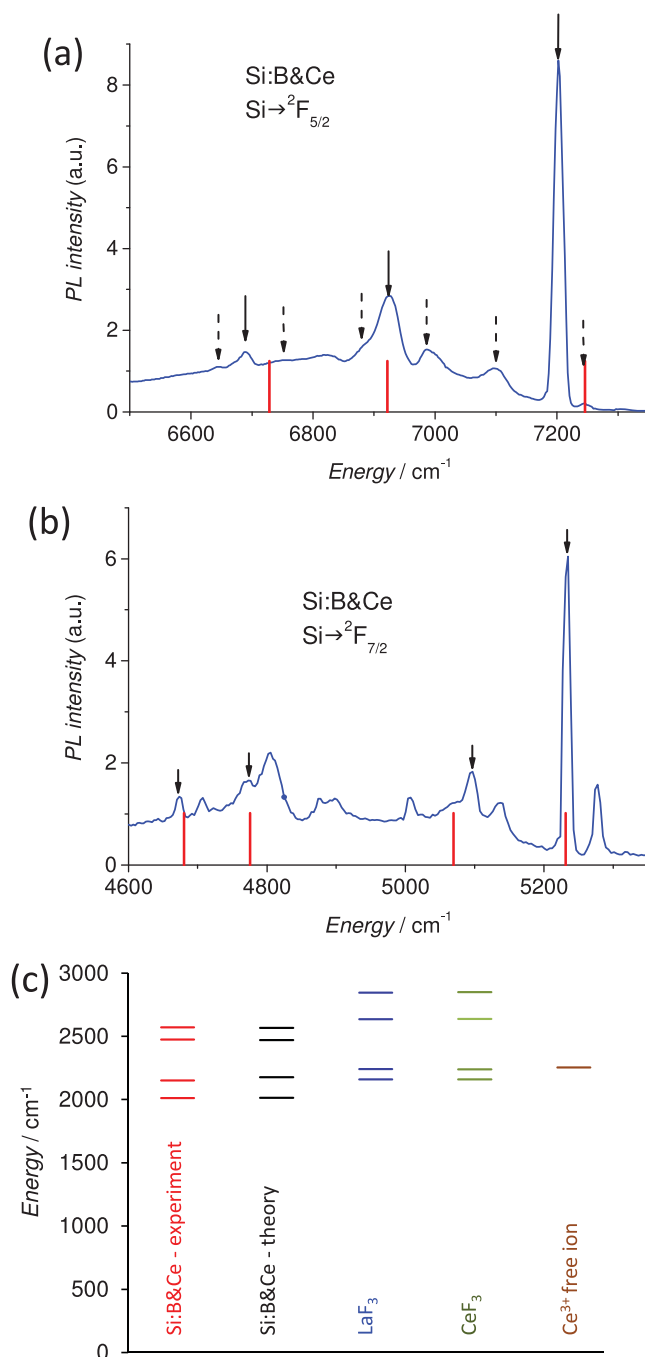 (a)
Si:B&Ce
Si→²F₅/₂
PL intensity (a.u.)
8
6
4
2
0
6600 6800 7000 7200
Energy / cm⁻¹
(b)
Si:B&Ce
Si→²F₇/₂
PL intensity (a.u.)
6
4
2
0
4600 4800 5000 5200
Energy / cm⁻¹
(c)
Energy / cm⁻¹
3000
2500
2000
1500
1000
500
0
Si:B&Ce - experiment
Si:B&Ce - theory
LaF₃
CeF₃
Ce³⁺ free ion